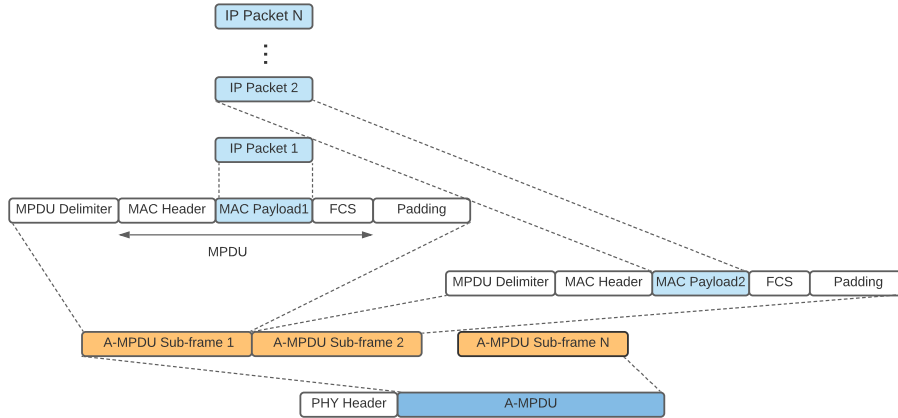 IP Packet N
IP Packet 2
IP Packet 1
MPDU Delimiter MAC Header MAC Payload1 FCS Padding
MPDU
MPDU Delimiter MAC Header MAC Payload2 FCS Padding
A-MPDU Sub-frame 1 A-MPDU Sub-frame 2 A-MPDU Sub-frame N
PHY Header A-MPDU